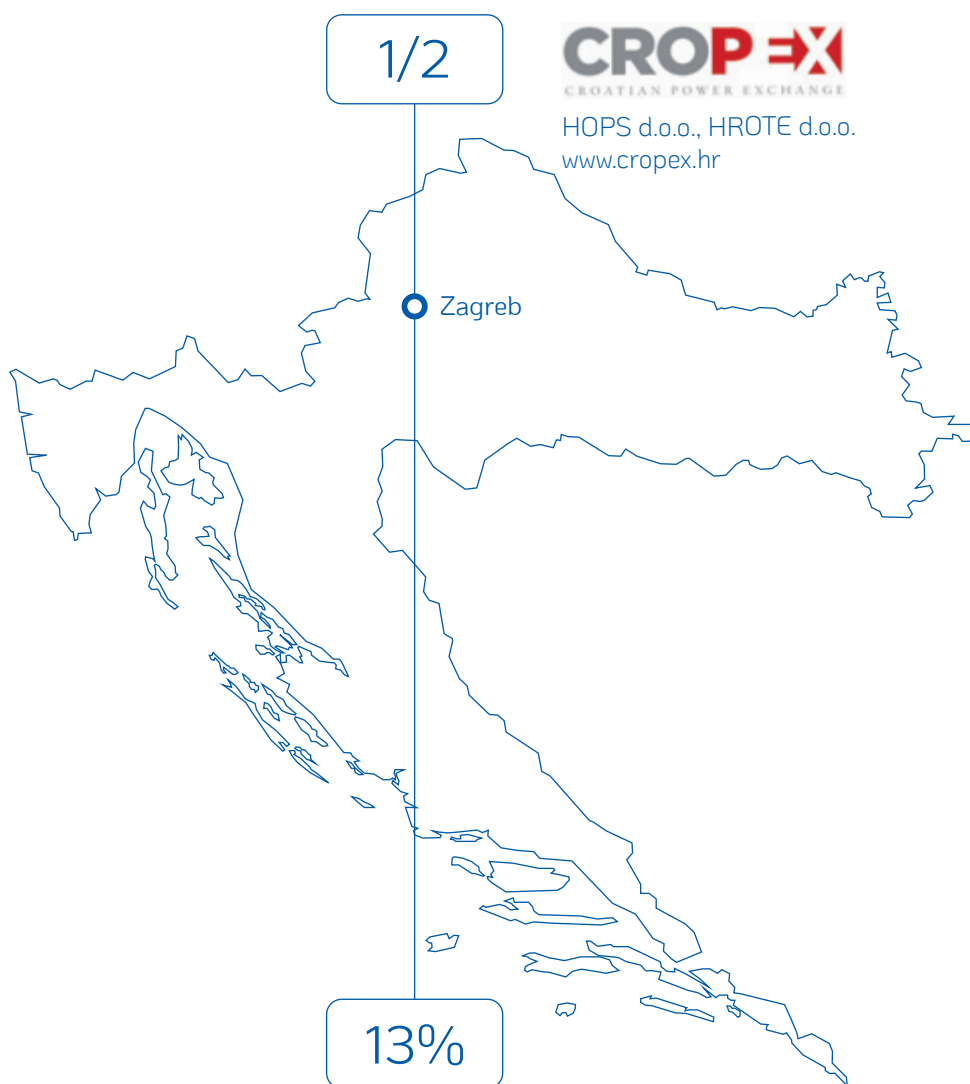 1/2
CROPEX
CROATIAN POWER EXCHANGE
HOPS d.o.o., HROTE d.o.o.
www.cropex.hr
Zagreb
13%